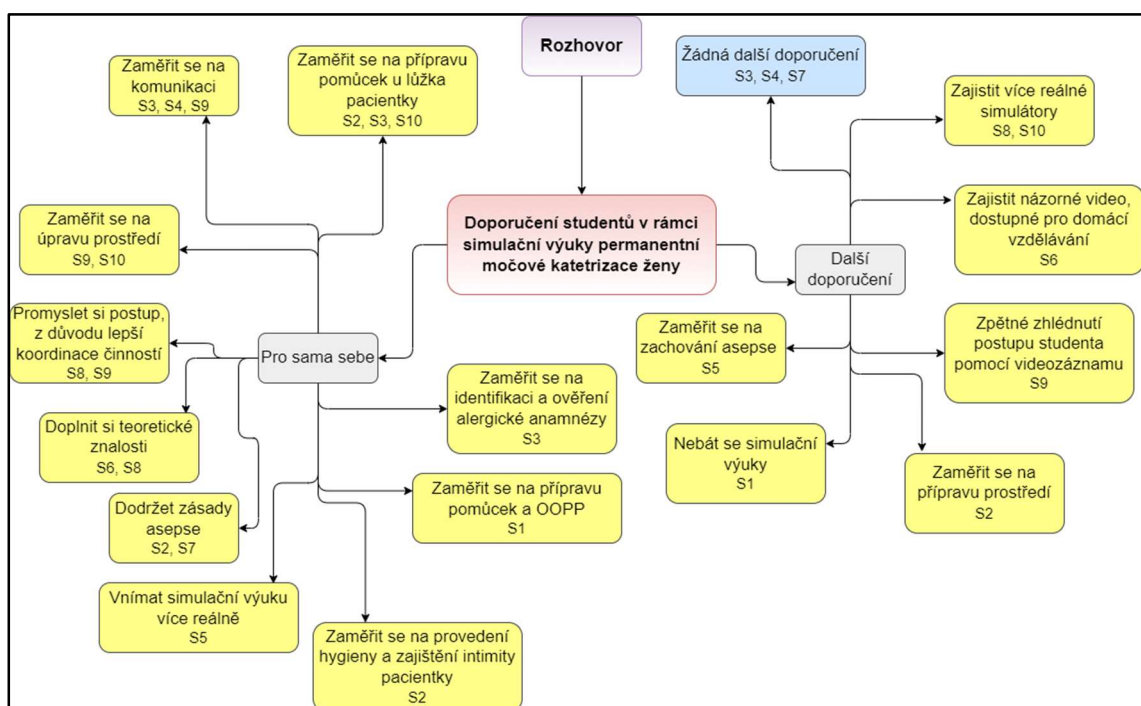 Rozhovor
Zaměřit se na
komunikaci
S3, S4, S9
Zaměřit se na přípravu
pomůcek u lůžka
pacientky
S2, S3, S10
Žádná další doporučení
S3, S4, S7
Zajistit více reálné
simulátory
S8, S10
Zaměřit se na
úpravu prostředí
S9, S10
Doporučení studentů v rámci
simulační výuky permanentní
močové katetrizace ženy
Zajistit názorné video,
dostupné pro domácí
vzdělávání
S6
Další
doporučení
Promyslet si postup,
z důvodu lepší
koordinace činností
S8, S9
Pro sama sebe
Zaměřit se na
zachování asepse
S5
Zpětné zhlédnutí
postupu studenta
pomocí videozáznamu
S9
Zaměřit se na
identifikaci a ověření
alergické anamnézy
S3
Doplnit si teoretické
znalosti
S6, S8
Nebát se simulační
výuky
S1
Zaměřit se na
přípravu prostředí
S2
Zaměřit se na přípravu
pomůcek a OOPP
S1
Dodržet zásady
asepse
S2, S7
Vnímat simulační výuku
více reálně
S5
Zaměřit se na provedení
hygieny a zajištění intimity
pacientky
S2